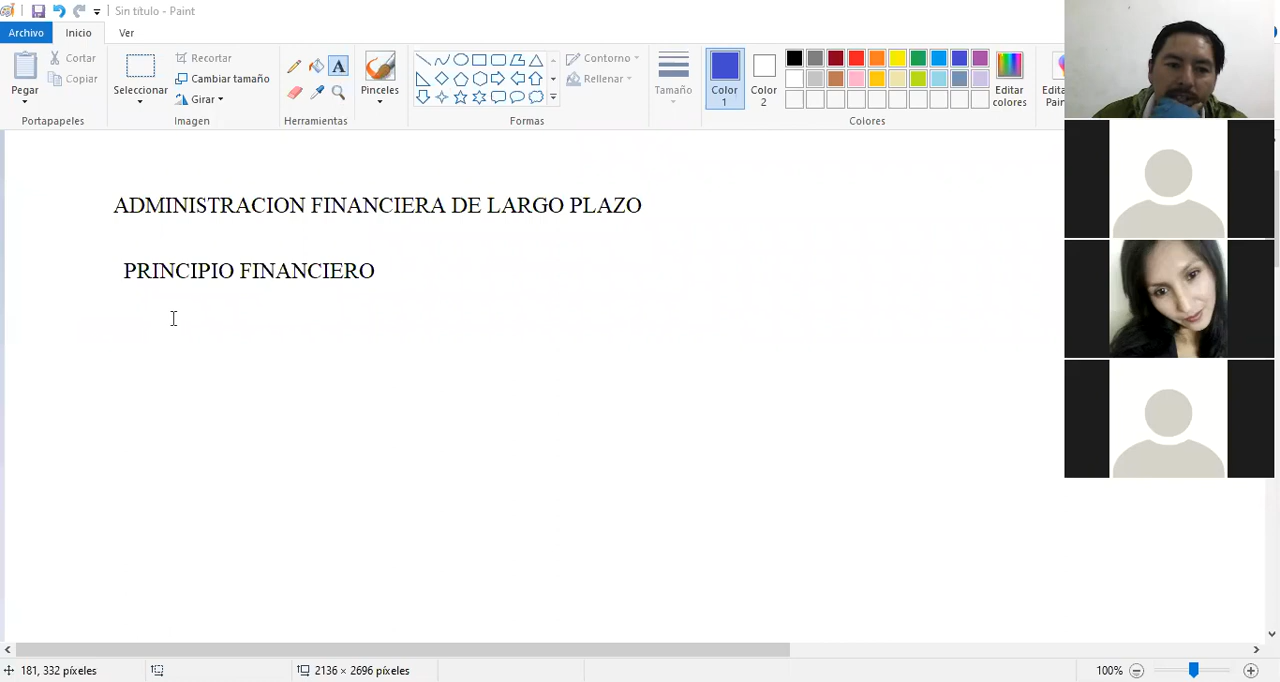 Sin título - Paint
Archivo Inicio Ver
Pegar
Cortar
Copiar
Portapapeles
Seleccionar
Recortar
Cambiar tamaño
Girar
Imagen
A
Herramientas
Pinceles
Contorno
Rellenar
Formas
Tamaño
Color
1
Color
2
Editar
colores
Colores
Edita
Pain
ADMINISTRACION FINANCIERA DE LARGO PLAZO
PRINCIPIO FINANCIERO
181, 332 píxeles
2136 × 2696 píxeles
100%